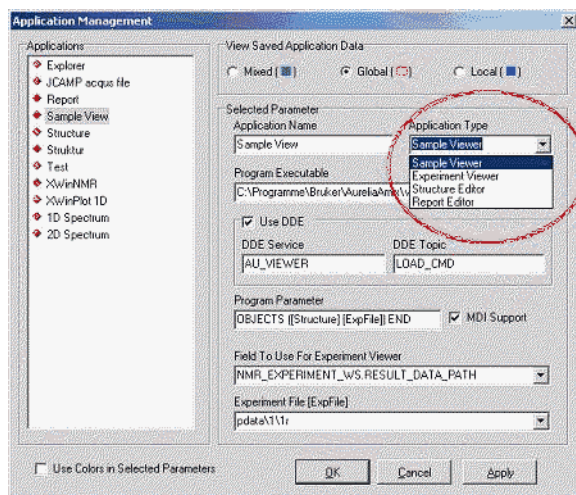 Application Management
Applications
Explorer
JCAMP acqus file
Report
Sample View
Structure
Struktur
Test
XWinNMR
XWinPlot 1D
1D Spectrum
2D Spectrum
View Saved Application Data
Mixed ( )
Global ( )
Local ( )
Selected Parameter
Application Name
Sample View
Application Type
Sample Viewer
Sample Viewer
Experiment Viewer
Structure Editor
Report Editor
Program Executable
C:\Programme\Bruker\AureliaAmix\
Use DDE
DDE Service
AU_VIEWER
DDE Topic
LOAD_CMD
Program Parameter
OBJECTS ([Structure] [ExpFile]) END
MDI Support
Field To Use For Experiment Viewer
NMR_EXPERIMENT_WS.RESULT_DATA_PATH
Experiment File [ExpFile]
pdata\1\1r
Use Colors in Selected Parameters
OK
Cancel
Apply